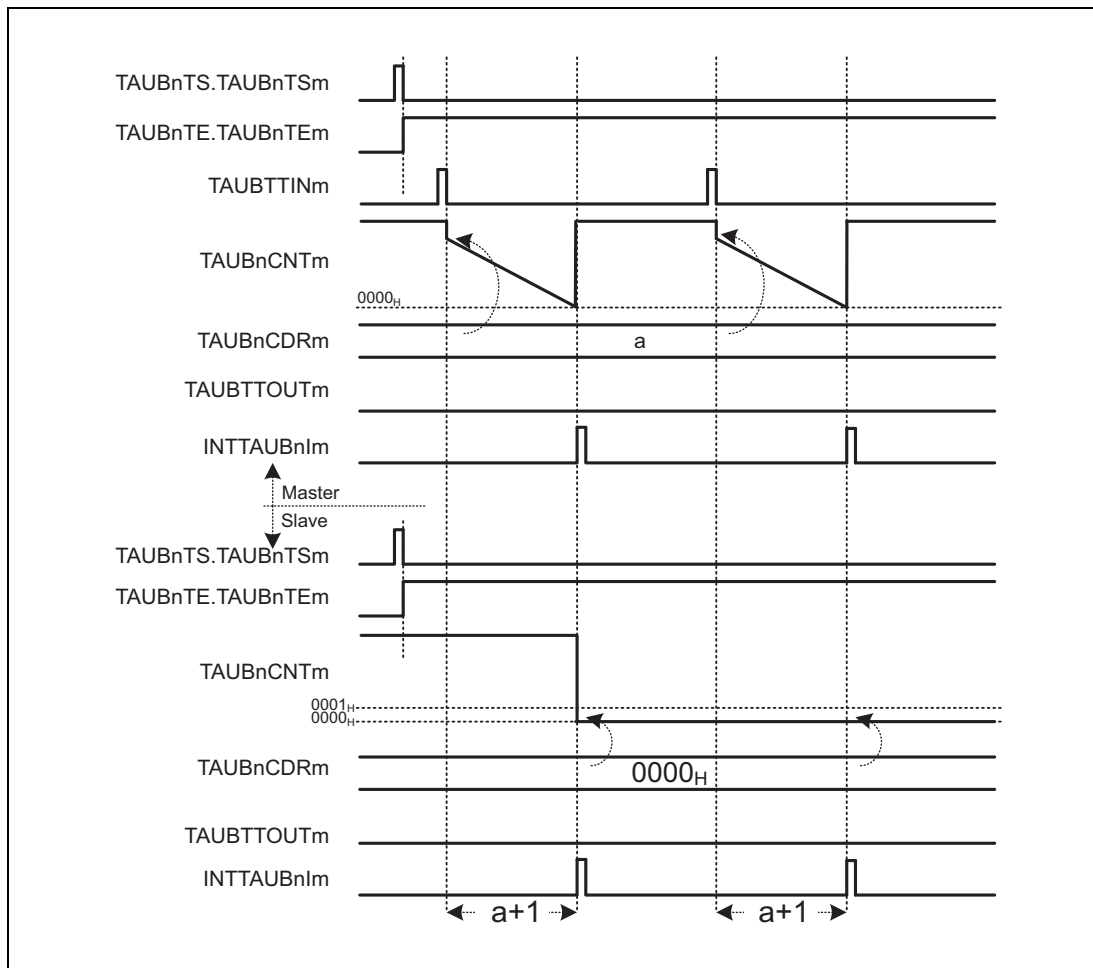 TAUBnTS.TAUBnTSm
TAUBnTE.TAUBnTEm
TAUBTTINm
TAUBnCNTm
0000H
TAUBnCDRm
a
TAUBTTOUTm
INTTAUBnIm
Master
Slave
TAUBnTS.TAUBnTSm
TAUBnTE.TAUBnTEm
TAUBnCNTm
0001H
0000H
TAUBnCDRm
0000H
TAUBTTOUTm
INTTAUBnIm
a+1
a+1